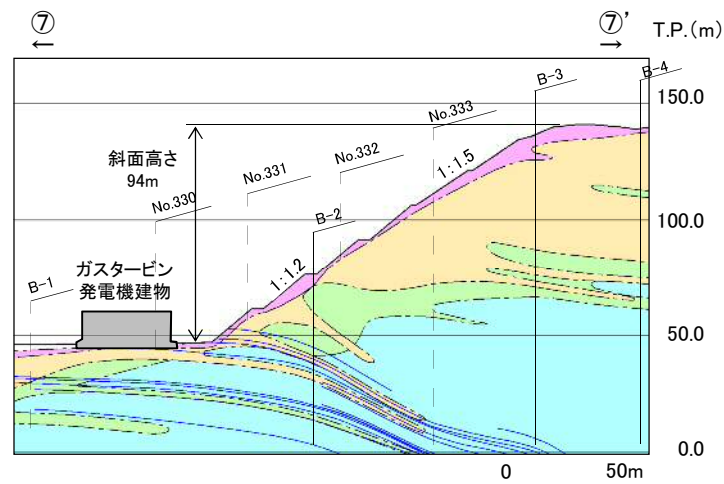 ⑦
←
⑦'
→
T.P.(m)
B-4
B-3
150.0
No.333
斜面高さ
94m
No.332
No.331
1:1.5
No.330
B-2
100.0
ガスタービン
発電機建物
B-1
1:1.2
50.0
0.0
0
50m